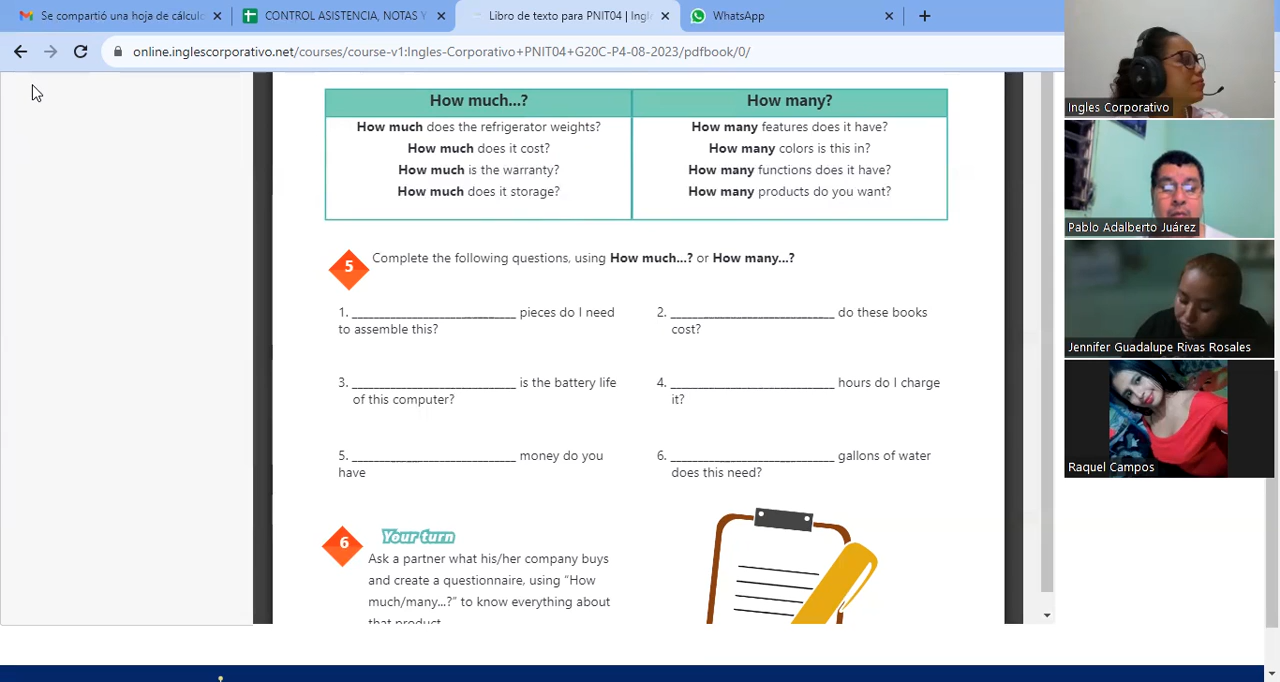 Se compartió una hoja de cálculo
CONTROL ASISTENCIA, NOTAS Y
Libro de texto para PNIT04 | Ingl
WhatsApp
online.inglescorporativo.net/courses/course-v1:Ingles-Corporativo+PNIT04+G20C-P4-08-2023/pdfbook/0/
How much...?
How many?
How much does the refrigerator weights?
How many features does it have?
How much does it cost?
How many colors is this in?
How much is the warranty?
How many functions does it have?
How much does it storage?
How many products do you want?
5 Complete the following questions, using How much...? or How many...?
1. ____________________________ pieces do I need
to assemble this?
2. ____________________________ do these books
cost?
3. ____________________________ is the battery life
of this computer?
4. ____________________________ hours do I charge
it?
5. ____________________________ money do you
have
6. ____________________________ gallons of water
does this need?
6 Your turn
Ask a partner what his/her company buys
and create a questionnaire, using “How
much/many...?” to know everything about
that product
Ingles Corporativo
Pablo Adalberto Juárez
Jennifer Guadalupe Rivas Rosales
Raquel Campos